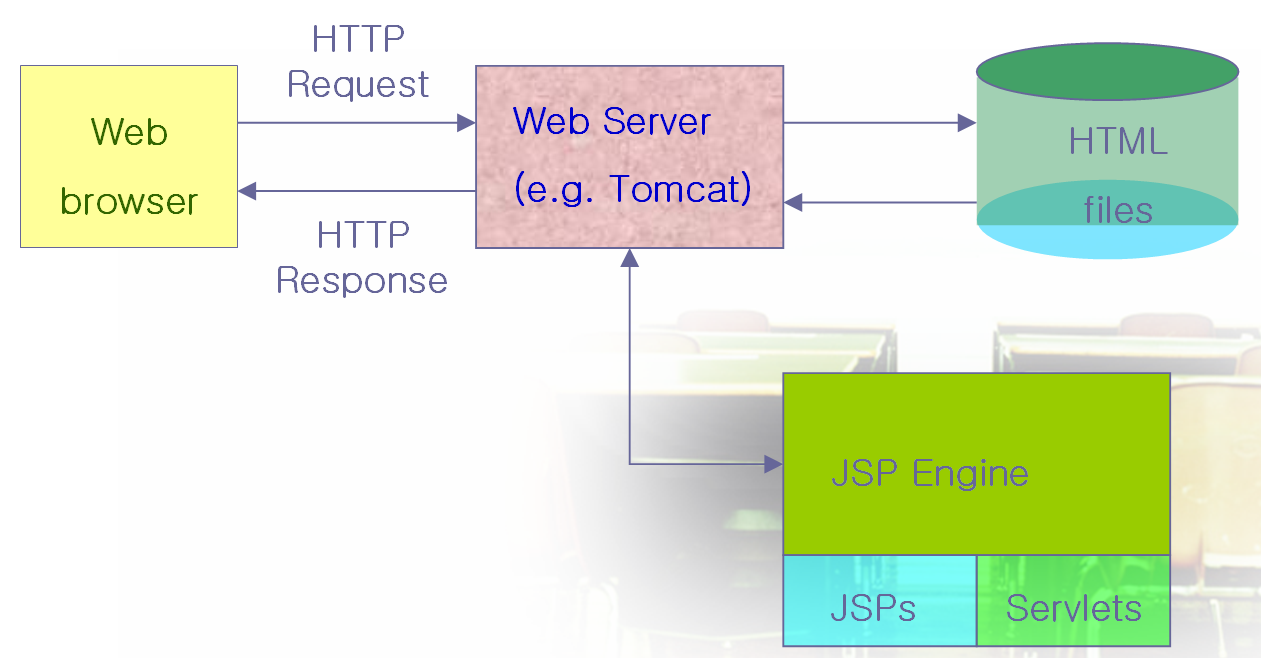 HTTP
Request
Web
browser
HTTP
Response
Web Server
(e.g. Tomcat)
HTML
files
JSP Engine
JSPs
Servlets